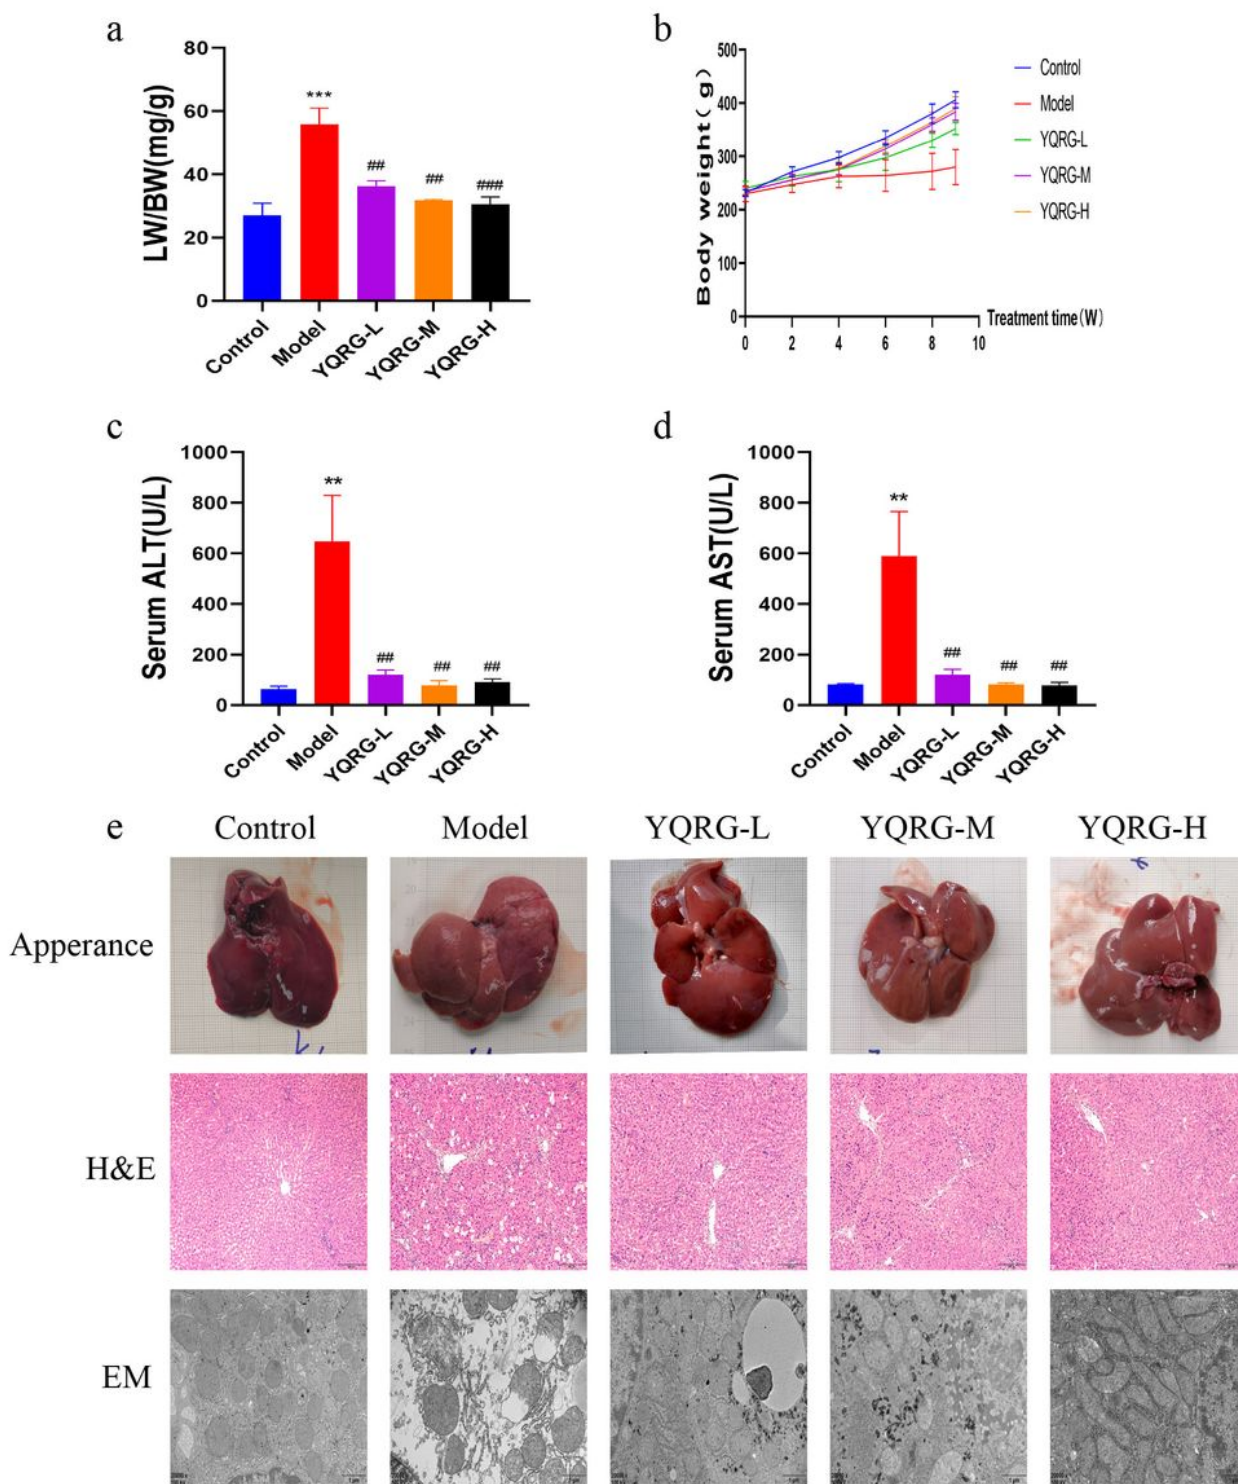 a
LW/BW(mg/g)
80
60
40
20
0
***
##
##
###
Control
Model
YQRG-L
YQRG-M
YQRG-H
b
Body weight( g)
500
400
300
200
100
0
0 2 4 6 8 10
Treatment time(W)
Control
Model
YQRG-L
YQRG-M
YQRG-H
c
Serum ALT(U/L)
1000
800
600
400
200
0
**
##
##
##
Control
Model
YQRG-L
YQRG-M
YQRG-H
d
Serum AST(U/L)
1000
800
600
400
200
0
**
##
##
##
Control
Model
YQRG-L
YQRG-M
YQRG-H
e
Control Model YQRG-L YQRG-M YQRG-H
Apperance
H&E
EM